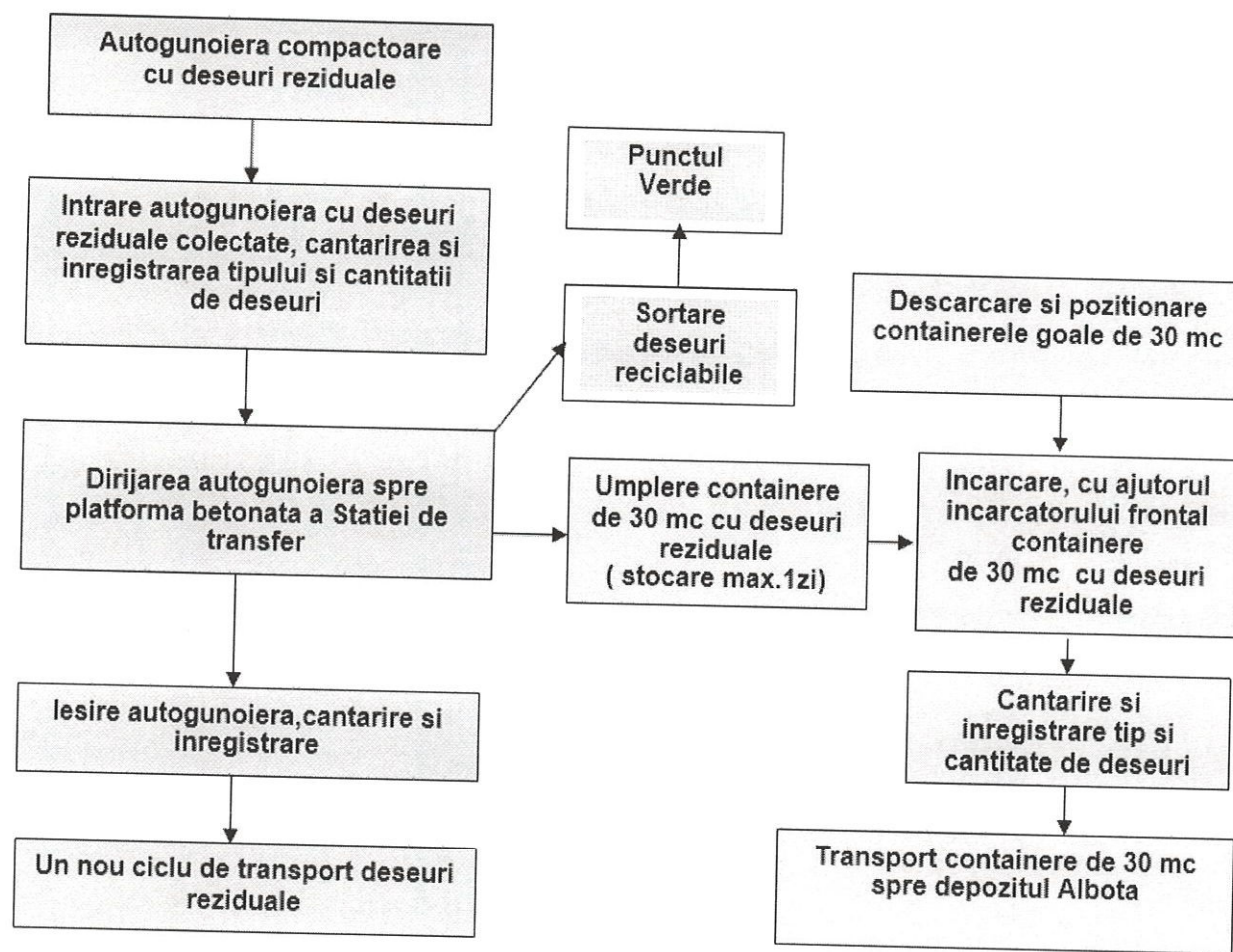 Autogunoiera compactoare
cu deseuri reziduale
Intrare autogunoiera cu deseuri
reziduale colectate, cantarirea si
inregistrarea tipului si cantitatii
de deseuri
Dirijarea autogunoiera spre
platforma betonata a Statiei de
transfer
Iesire autogunoiera,cantarire si
inregistrare
Un nou ciclu de transport deseuri
reziduale
Punctul
Verde
Sortare
deseuri
reciclabile
Umplere containere
de 30 mc cu deseuri
reziduale
( stocare max.1zi)
Descarcare si pozitionare
containerele goale de 30 mc
Incarcare, cu ajutorul
incarcatorului frontal
containere
de 30 mc cu deseuri
reziduale
Cantarire si
inregistrare tip si
cantitate de deseuri
Transport containere de 30 mc
spre depozitul Albota